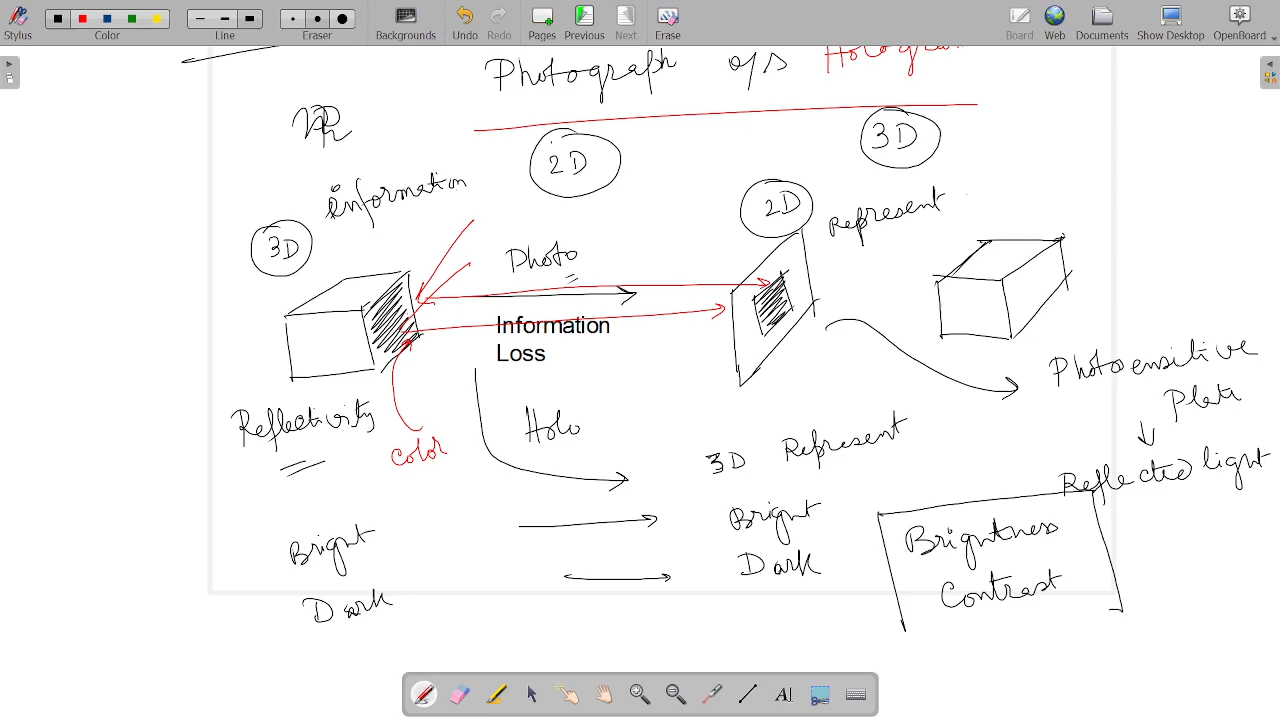 Stylus
Color
Line
Eraser
Backgrounds
Undo
Redo
Pages
Previous
Next
Erase
Board
Web
Documents
Show Desktop
OpenBoard
Photograph v/s Hologram
2D
3D
information
3D
2D
Represent
Photo
Information
Loss
Photosensitive
Plate
Reflected light
Reflectivity
Color
Holo
3D Represent
Bright
Bright
Dark
Dark
Brightness
Contrast